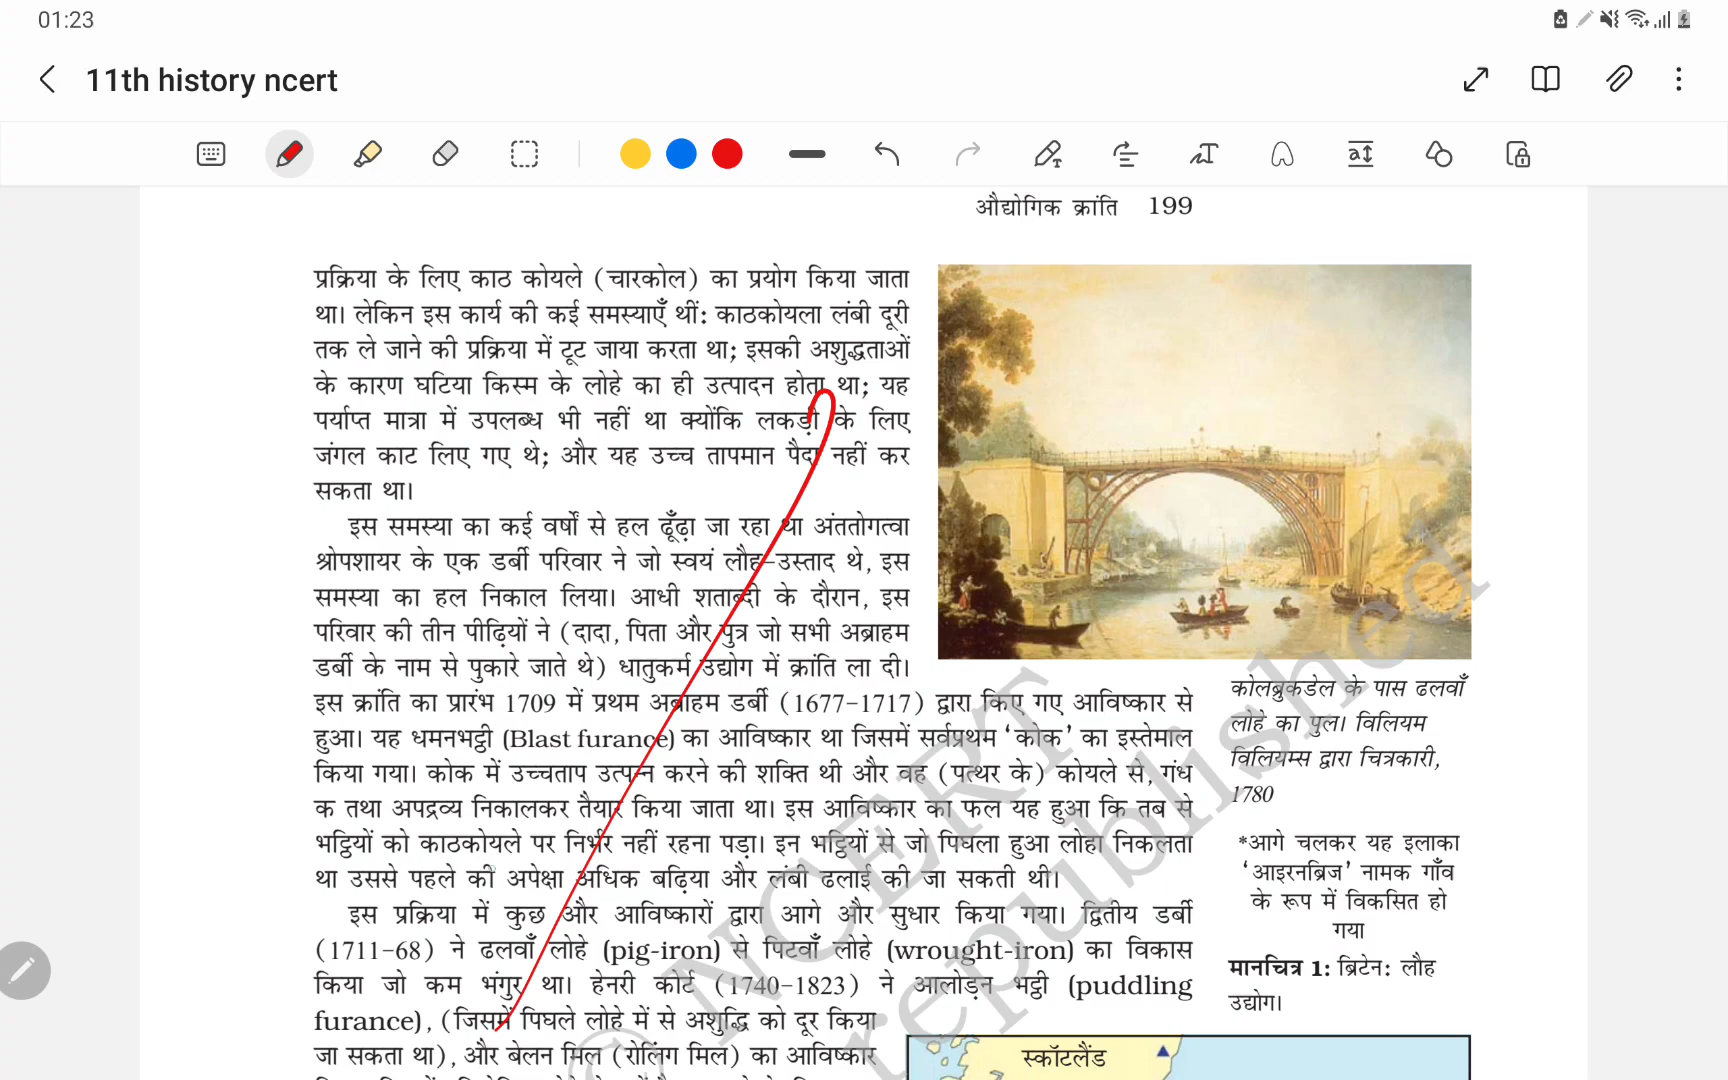 01:23
11th history ncert
औद्योगिक क्रांति 199
प्रक्रिया के लिए काठ कोयले (चारकोल) का प्रयोग किया जाता
था। लेकिन इस कार्य की कई समस्याएँ थीं: काठकोयला लंबी दूरी
तक ले जाने की प्रक्रिया में टूट जाया करता था; इसकी अशुद्धताओं
के कारण घटिया किस्म के लोहे का ही उत्पादन होता था; यह
पर्याप्त मात्रा में उपलब्ध भी नहीं था क्योंकि लकड़ी के लिए
जंगल काट लिए गए थे; और यह उच्च तापमान पैदा नहीं कर
सकता था।
इस समस्या का कई वर्षों से हल ढूँढ़ा जा रहा था अंततोगत्वा
श्रोपशायर के एक डर्बी परिवार ने जो स्वयं लौह-उस्ताद थे, इस
समस्या का हल निकाल लिया। आधी शताब्दी के दौरान, इस
परिवार की तीन पीढ़ियों ने (दादा, पिता और पुत्र जो सभी अब्राहम
डर्बी के नाम से पुकारे जाते थे) धातुकर्म उद्योग में क्रांति ला दी।
इस क्रांति का प्रारंभ 1709 में प्रथम अब्राहम डर्बी (1677-1717) द्वारा किए गए आविष्कार से
हुआ। यह धमनभट्ठी (Blast furance) का आविष्कार था जिसमें सर्वप्रथम ‘कोक’ का इस्तेमाल
किया गया। कोक में उच्चताप उत्पन्न करने की शक्ति थी और वह (पत्थर के) कोयले से, गंध
क तथा अपद्रव्य निकालकर तैयार किया जाता था। इस आविष्कार का फल यह हुआ कि तब से
भट्ठियों को काठकोयले पर निर्भर नहीं रहना पड़ा। इन भट्ठियों से जो पिघला हुआ लोहा निकलता
था उससे पहले की अपेक्षा अधिक बढ़िया और लंबी ढलाई की जा सकती थी।
इस प्रक्रिया में कुछ और आविष्कारों द्वारा आगे और सुधार किया गया। द्वितीय डर्बी
(1711-68) ने ढलवाँ लोहे (pig-iron) से पिटवाँ लोहे (wrought-iron) का विकास
किया जो कम भंगुर था। हेनरी कोर्ट (1740-1823) ने आलोड़न भट्ठी (puddling
furance), (जिसमें पिघले लोहे में से अशुद्धि को दूर किया
जा सकता था), और बेलन मिल (रोलिंग मिल) का आविष्कार
कोलब्रुकडेल के पास ढलवाँ
लोहे का पुल। विलियम
विलियम्स द्वारा चित्रकारी,
1780
*आगे चलकर यह इलाका
‘आइरनब्रिज’ नामक गाँव
के रूप में विकसित हो
गया
मानचित्र 1: ब्रिटेन: लौह
उद्योग।
स्कॉटलैंड
© NCERT
republished